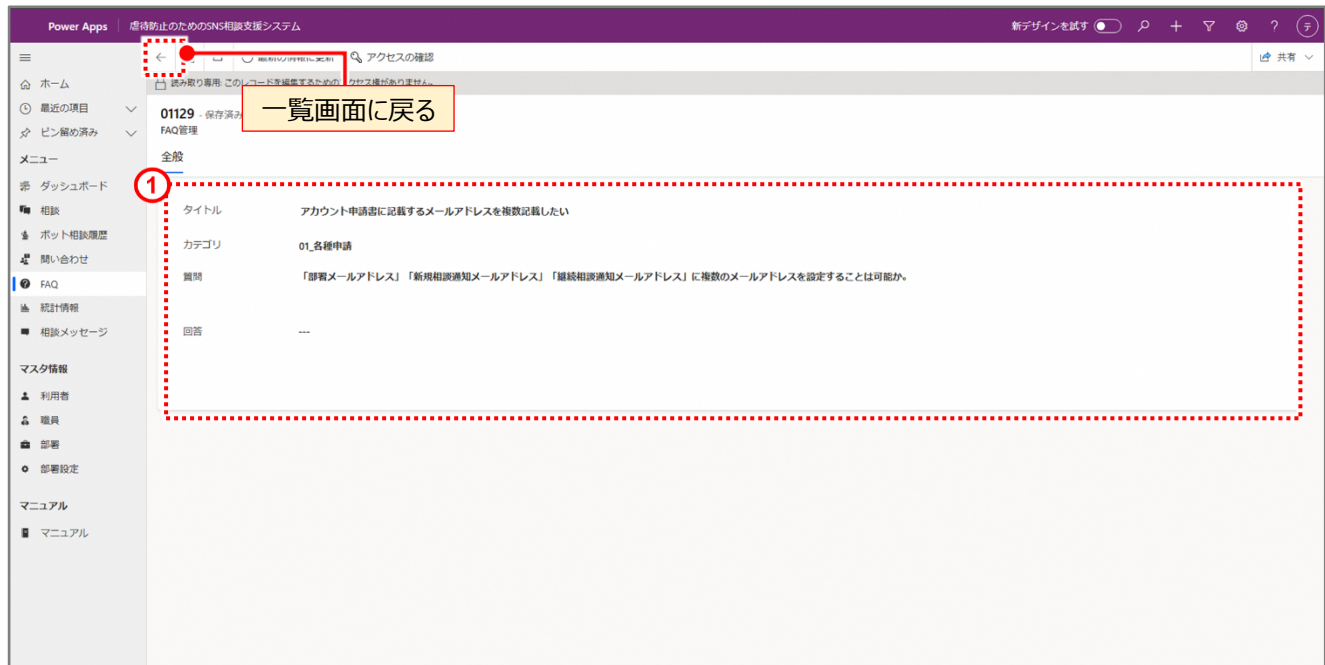 Power Apps 虐待防止のためのSNS相談支援システム 新デザインを試す ?
最新の情報に更新 アクセスの確認 共有
読み取り専用: このレコードを編集するための アクセス権がありません。
一覧画面に戻る
01129 - 保存済み
FAQ管理
全般
ホーム
最近の項目
ピン留め済み
メニュー
ダッシュボード
相談
ボット相談履歴
問い合わせ
FAQ
統計情報
相談メッセージ
マスタ情報
利用者
職員
部署
部署設定
マニュアル
マニュアル
1
タイトル アカウント申請書に記載するメールアドレスを複数記載したい
カテゴリ 01_各種申請
質問 「部署メールアドレス」「新規相談通知メールアドレス」「継続相談通知メールアドレス」に複数のメールアドレスを設定することは可能か。
回答 ---